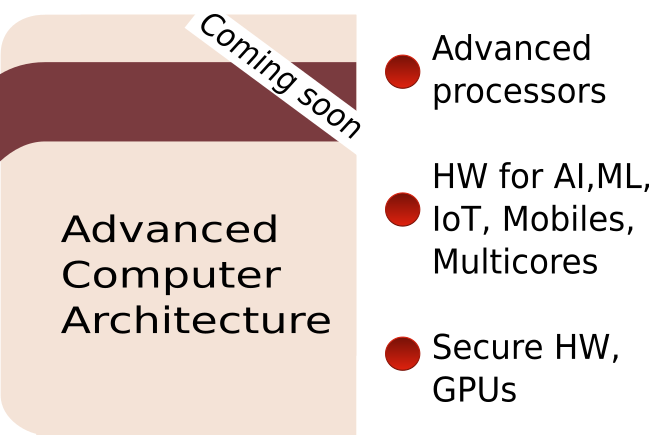 Coming soon
Advanced
Computer
Architecture
Advanced
processors
HW for AI,ML,
IoT, Mobiles,
Multicores
Secure HW,
GPUs